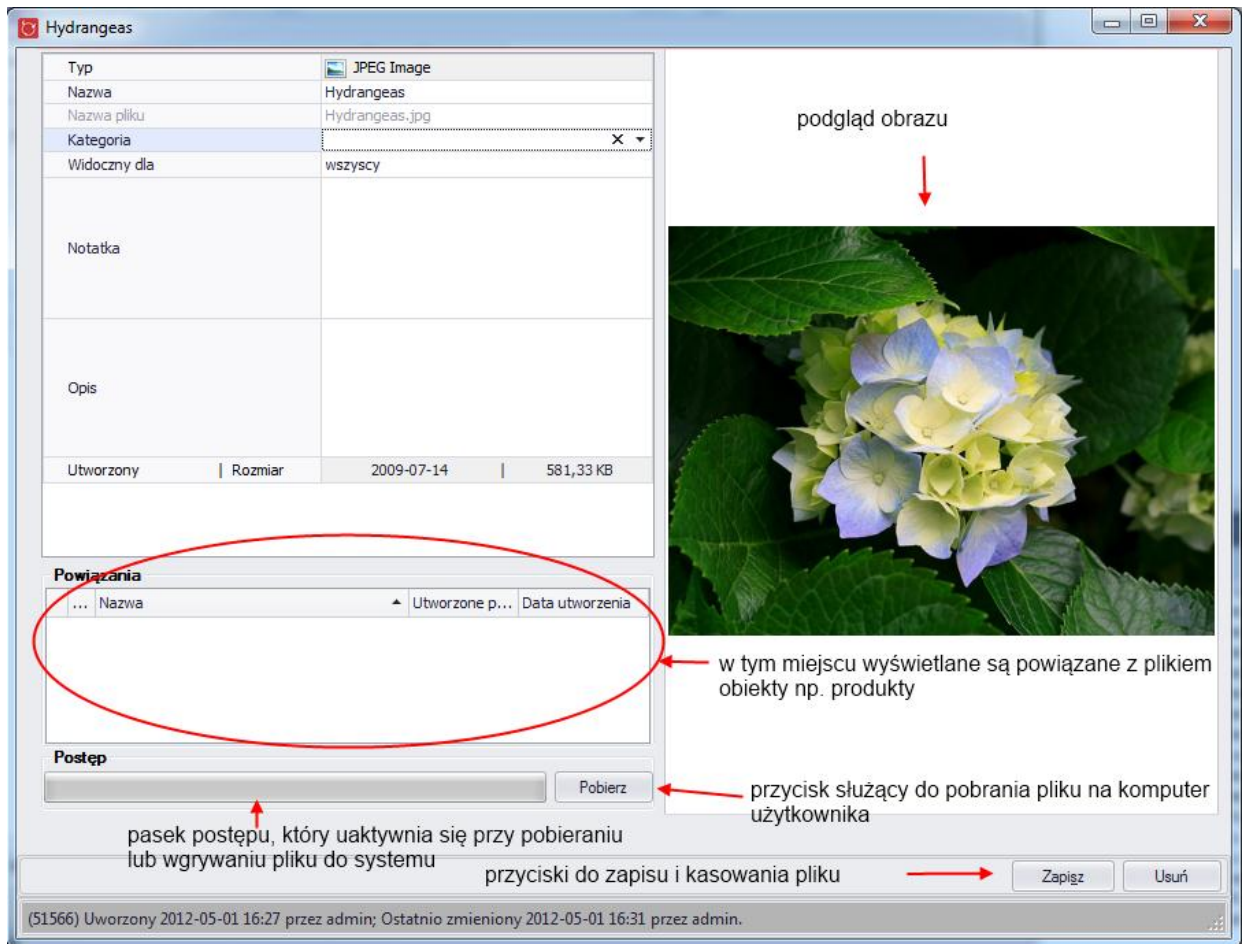 Hydrangeas
Typ JPEG Image
Nazwa Hydrangeas
Nazwa pliku Hydrangeas.jpg
Kategoria
Widoczny dla wszyscy
Notatka
Opis
Utworzony | Rozmiar 2009-07-14 | 581,33 KB
podgląd obrazu
Powiązania
... Nazwa Utworzone p... Data utworzenia
w tym miejscu wyświetlane są powiązane z plikiem
obiekty np. produkty
Postęp
Pobierz
przycisk służący do pobrania pliku na komputer
użytkownika
pasek postępu, który uaktywnia się przy pobieraniu
lub wgrywaniu pliku do systemu
przyciski do zapisu i kasowania pliku
Zapisz Usuń
(51566) Uworzony 2012-05-01 16:27 przez admin; Ostatnio zmieniony 2012-05-01 16:31 przez admin.